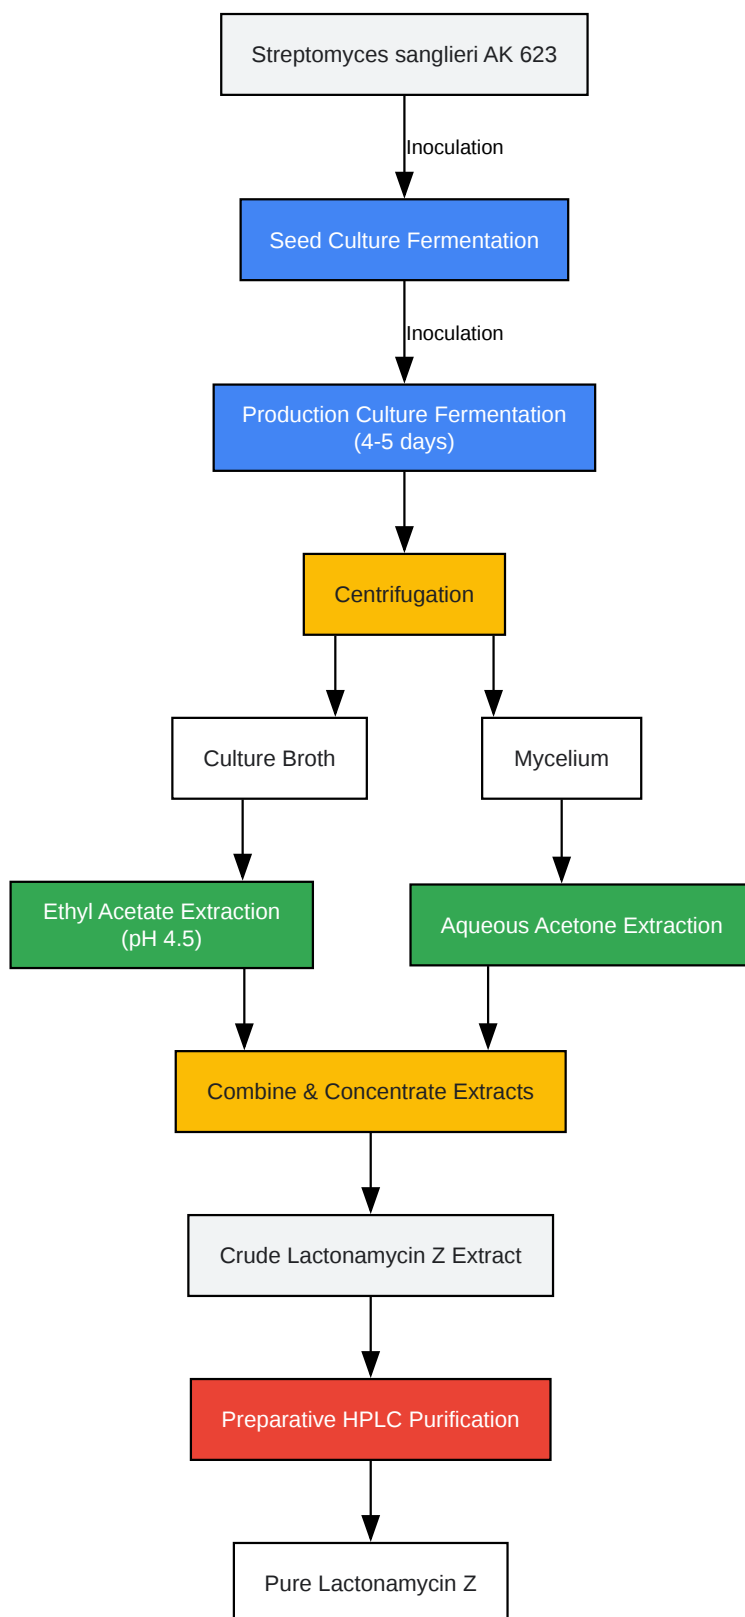 Streptomyces sanglieri AK 623
Inoculation
Seed Culture Fermentation
Inoculation
Production Culture Fermentation
(4-5 days)
Centrifugation
Culture Broth
Mycelium
Ethyl Acetate Extraction
(pH 4.5)
Aqueous Acetone Extraction
Combine & Concentrate Extracts
Crude Lactonamycin Z Extract
Preparative HPLC Purification
Pure Lactonamycin Z